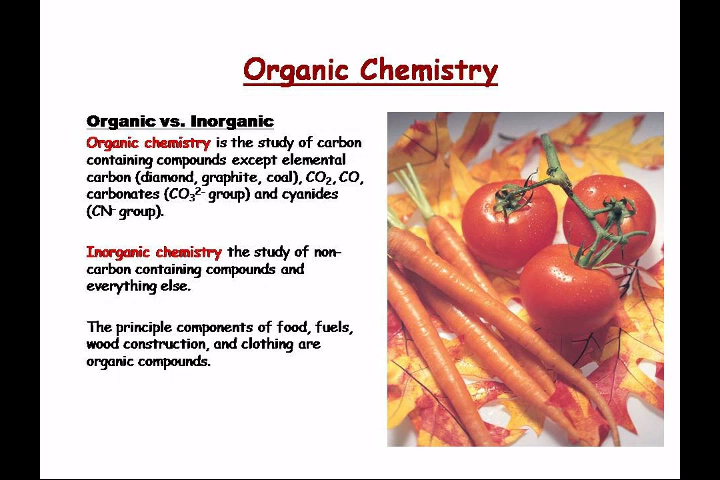 Organic Chemistry
Organic vs. Inorganic
Organic chemistry is the study of carbon
containing compounds except elemental
carbon (diamond, graphite, coal), CO₂, CO,
carbonates (CO₃²⁻ group) and cyanides
(CN⁻ group).
Inorganic chemistry the study of non-
carbon containing compounds and
everything else.
The principle components of food, fuels,
wood construction, and clothing are
organic compounds.